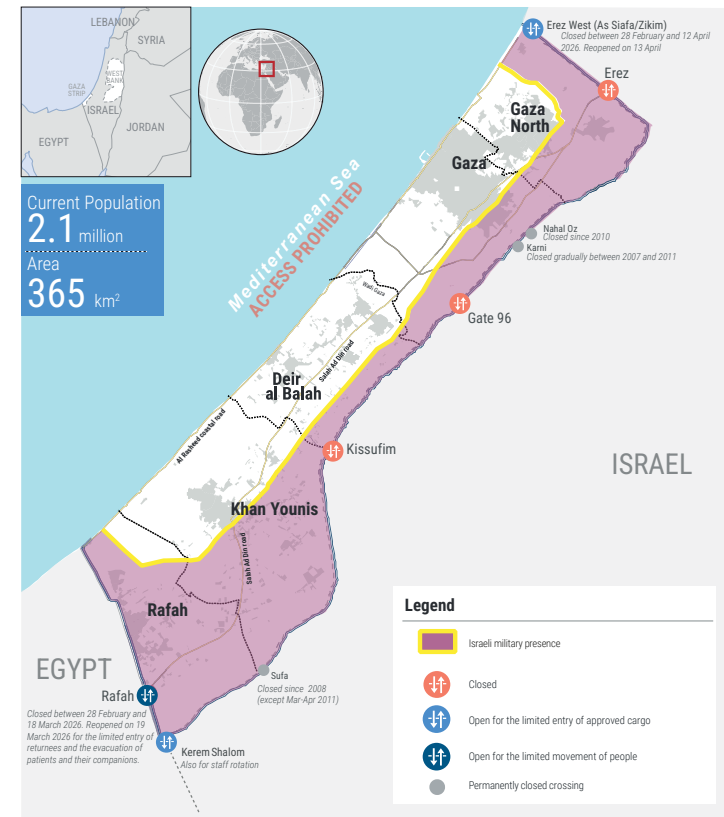 LEBANON
SYRIA
WEST
BANK
GAZA
STRIP
ISRAEL
JORDAN
EGYPT
Current Population
2.1 million
Area
365 km²
Mediterranean Sea
ACCESS PROHIBITED
Erez West (As Siafa/Zikim)
Closed between 28 February and 12 April
2026. Reopened on 13 April
Erez
Gaza
North
Gaza
Nahal Oz
Closed since 2010
Karni
Closed gradually between 2007 and 2011
Wadi Gaza
Gate 96
Salah Ad Din road
Deir
al Balah
Al Rasheed coastal road
Kissufim
ISRAEL
Khan Younis
Salah Ad Din road
Rafah
EGYPT
Sufa
Closed since 2008
(except Mar-Apr 2011)
Rafah
Closed between 28 February and
18 March 2026. Reopened on 19
March 2026 for the limited entry of
returnees and the evacuation of
patients and their companions.
Kerem Shalom
Also for staff rotation
Legend
Israeli military presence
Closed
Open for the limited entry of approved cargo
Open for the limited movement of people
Permanently closed crossing